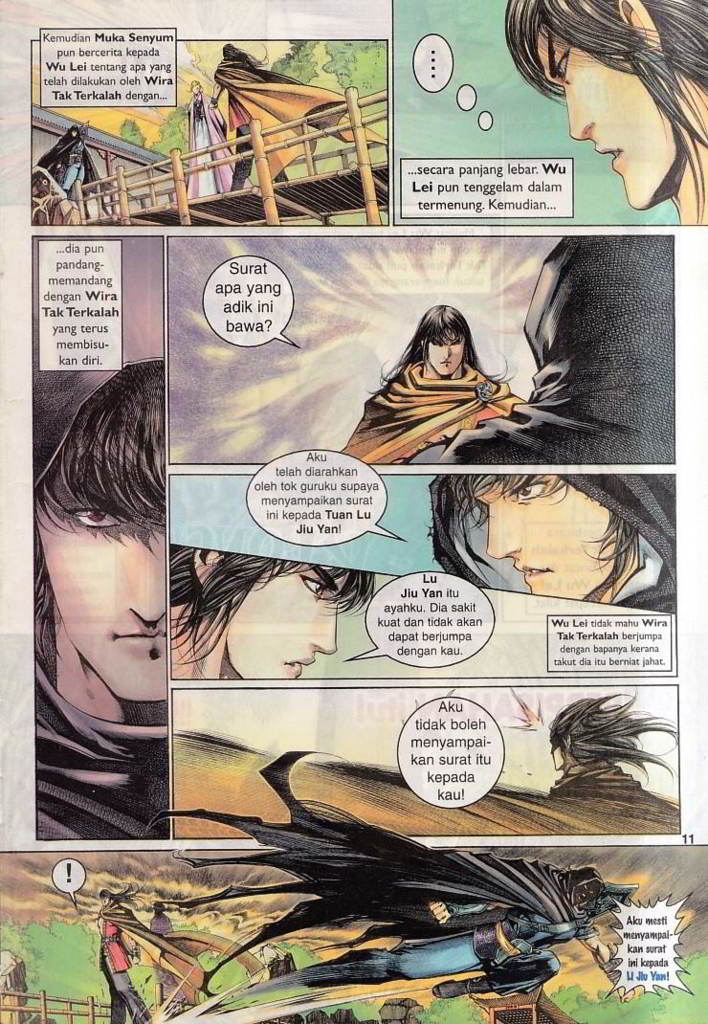 Kemudian Muka Senyum
pun bercerita kepada
Wu Lei tentang apa yang
telah dilakukan oleh Wira
Tak Terkalah dengan...
...secara panjang lebar. Wu
Lei pun tenggelam dalam
termenung. Kemudian...
...dia pun
pandang-
memandang
dengan Wira
Tak Terkalah
yang terus
membisu-
kan diri.
Surat
apa yang
adik ini
bawa?
Aku
telah diarahkan
oleh tok guruku supaya
menyampaikan surat
ini kepada Tuan Lu
Jiu Yan!
Lu
Jiu Yan itu
ayahku. Dia sakit
kuat dan tidak akan
dapat berjumpa
dengan kau.
Wu Lei tidak mahu Wira
Tak Terkalah berjumpa
dengan bapanya kerana
takut dia itu berniat jahat.
Aku
tidak boleh
menyampai-
kan surat itu
kepada
kau!
11
!
Aku mesti
menyampai-
kan surat
ini kepada
Li Jiu Yan!